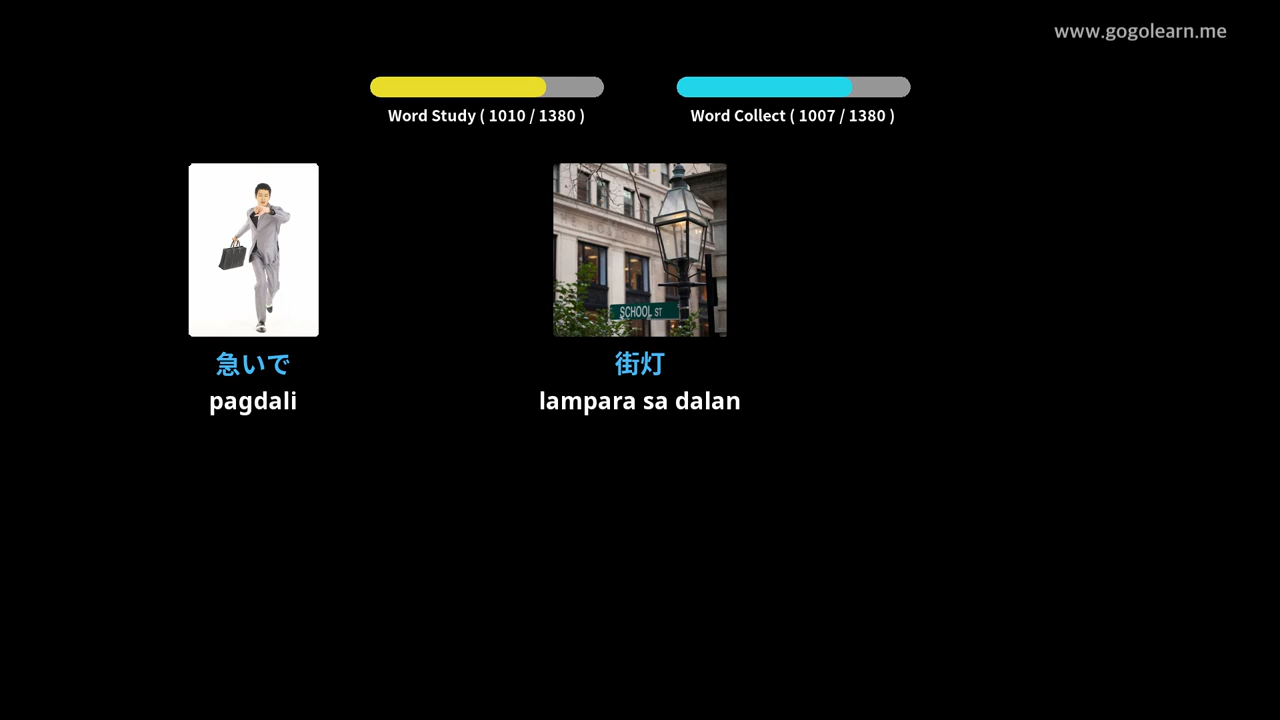 www.gogolearn.me
Word Study ( 1010 / 1380 )
Word Collect ( 1007 / 1380 )
SCHOOL ST
急いで
街灯
pagdali
lampara sa dalan